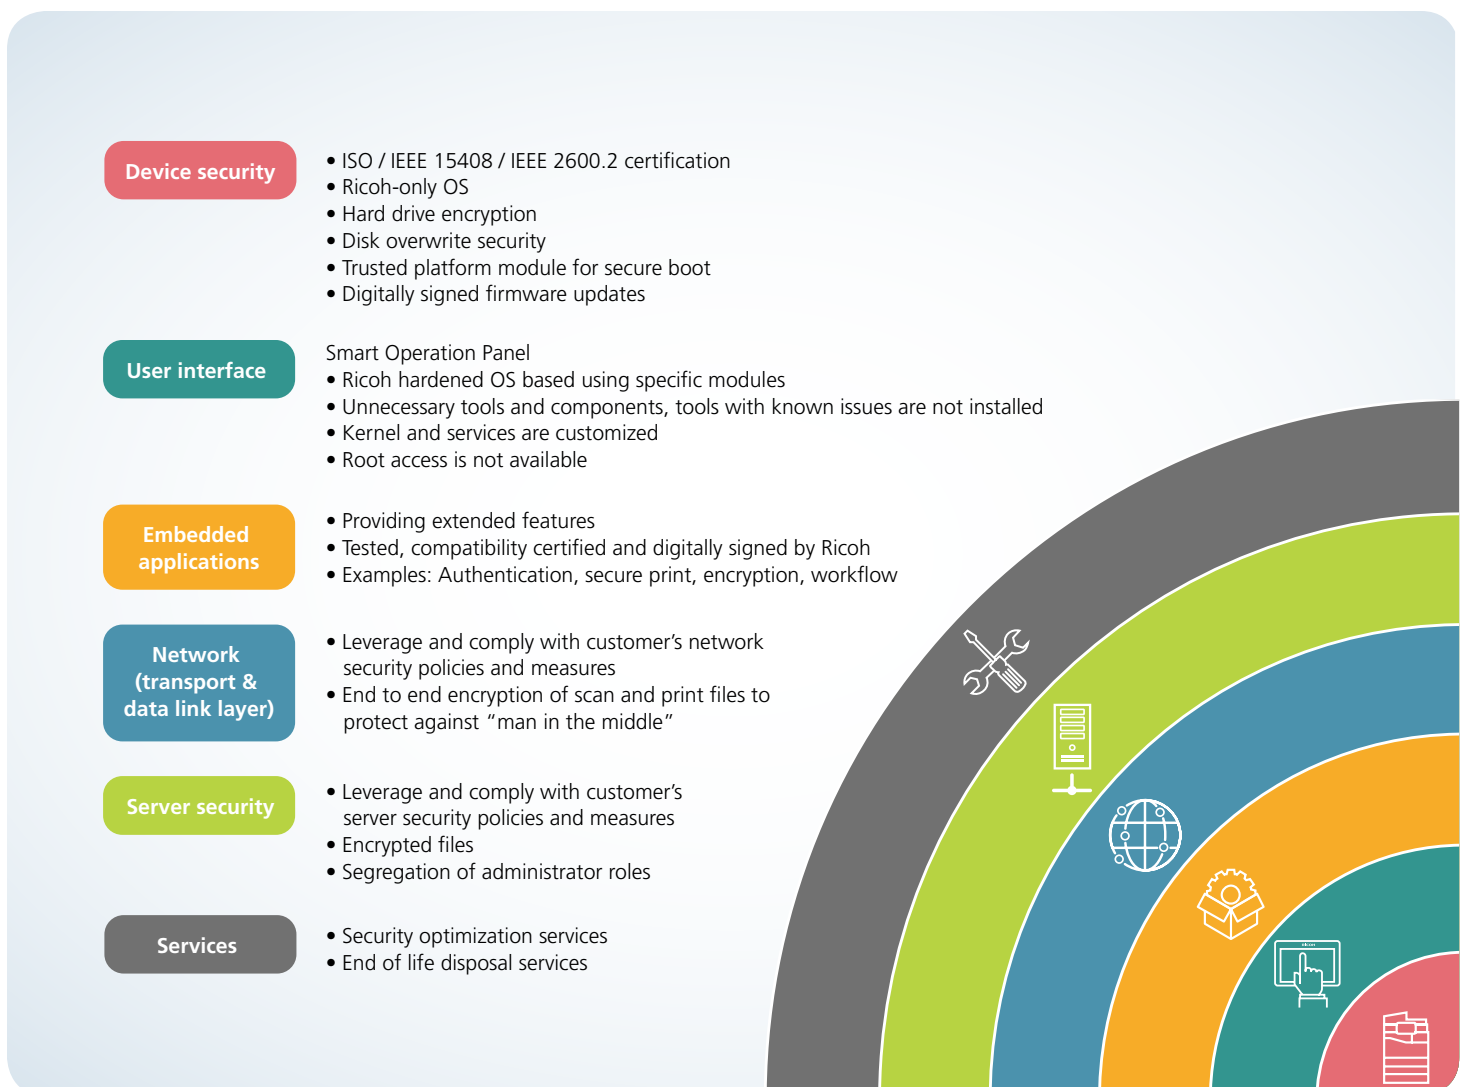 Device security
• ISO / IEEE 15408 / IEEE 2600.2 certification
• Ricoh-only OS
• Hard drive encryption
• Disk overwrite security
• Trusted platform module for secure boot
• Digitally signed firmware updates
User interface
Smart Operation Panel
• Ricoh hardened OS based using specific modules
• Unnecessary tools and components, tools with known issues are not installed
• Kernel and services are customized
• Root access is not available
Embedded
applications
• Providing extended features
• Tested, compatibility certified and digitally signed by Ricoh
• Examples: Authentication, secure print, encryption, workflow
Network
(transport &
data link layer)
• Leverage and comply with customer’s network
security policies and measures
• End to end encryption of scan and print files to
protect against “man in the middle”
Server security
• Leverage and comply with customer’s
server security policies and measures
• Encrypted files
• Segregation of administrator roles
Services
• Security optimization services
• End of life disposal services